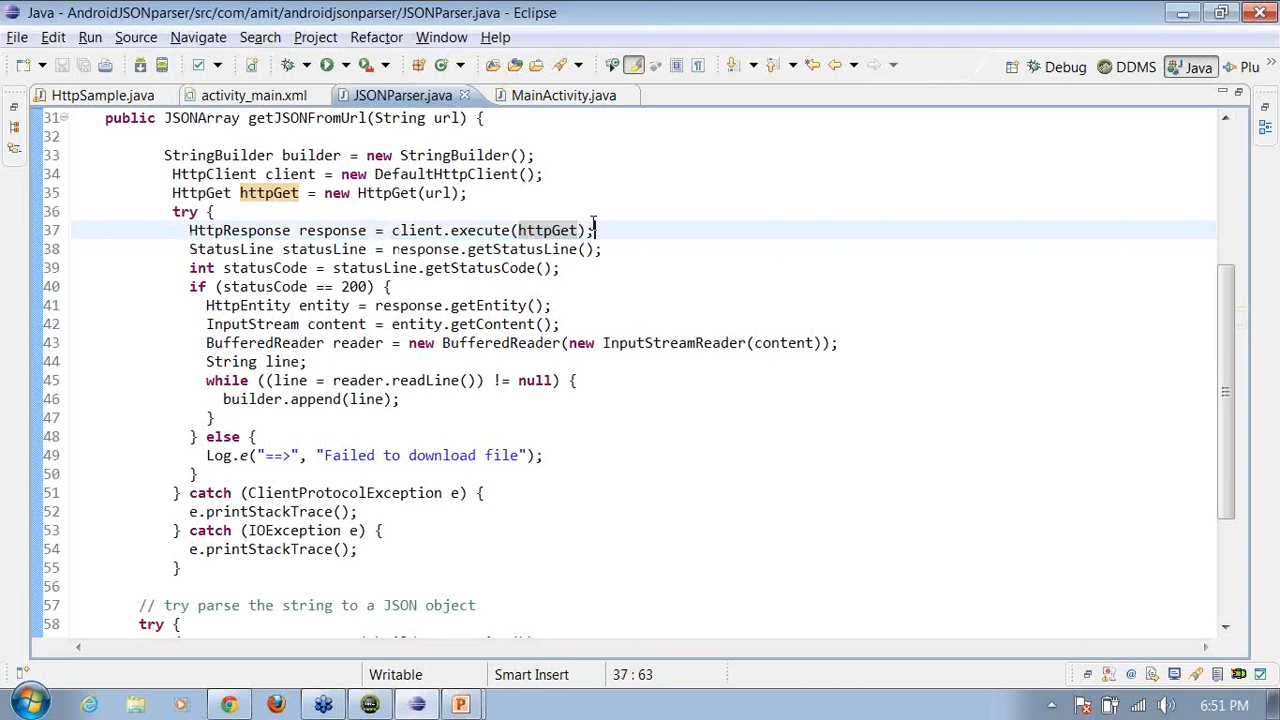 Java - AndroidJSONparser/src/com/amit/androidjsonparser/JSONParser.java - Eclipse
File Edit Run Source Navigate Search Project Refactor Window Help
Debug DDMS Java Plu
HttpSample.java activity_main.xml JSONParser.java MainActivity.java
31 public JSONArray getJSONFromUrl(String url) {
32
33 StringBuilder builder = new StringBuilder();
34 HttpClient client = new DefaultHttpClient();
35 HttpGet httpGet = new HttpGet(url);
36 try {
37 HttpResponse response = client.execute(httpGet);
38 StatusLine statusLine = response.getStatusLine();
39 int statusCode = statusLine.getStatusCode();
40 if (statusCode == 200) {
41 HttpEntity entity = response.getEntity();
42 InputStream content = entity.getContent();
43 BufferedReader reader = new BufferedReader(new InputStreamReader(content));
44 String line;
45 while ((line = reader.readLine()) != null) {
46 builder.append(line);
47 }
48 } else {
49 Log.e("==>", "Failed to download file");
50 }
51 } catch (ClientProtocolException e) {
52 e.printStackTrace();
53 } catch (IOException e) {
54 e.printStackTrace();
55 }
56
57 // try parse the string to a JSON object
58 try {
Writable Smart Insert 37 : 63
6:51 PM